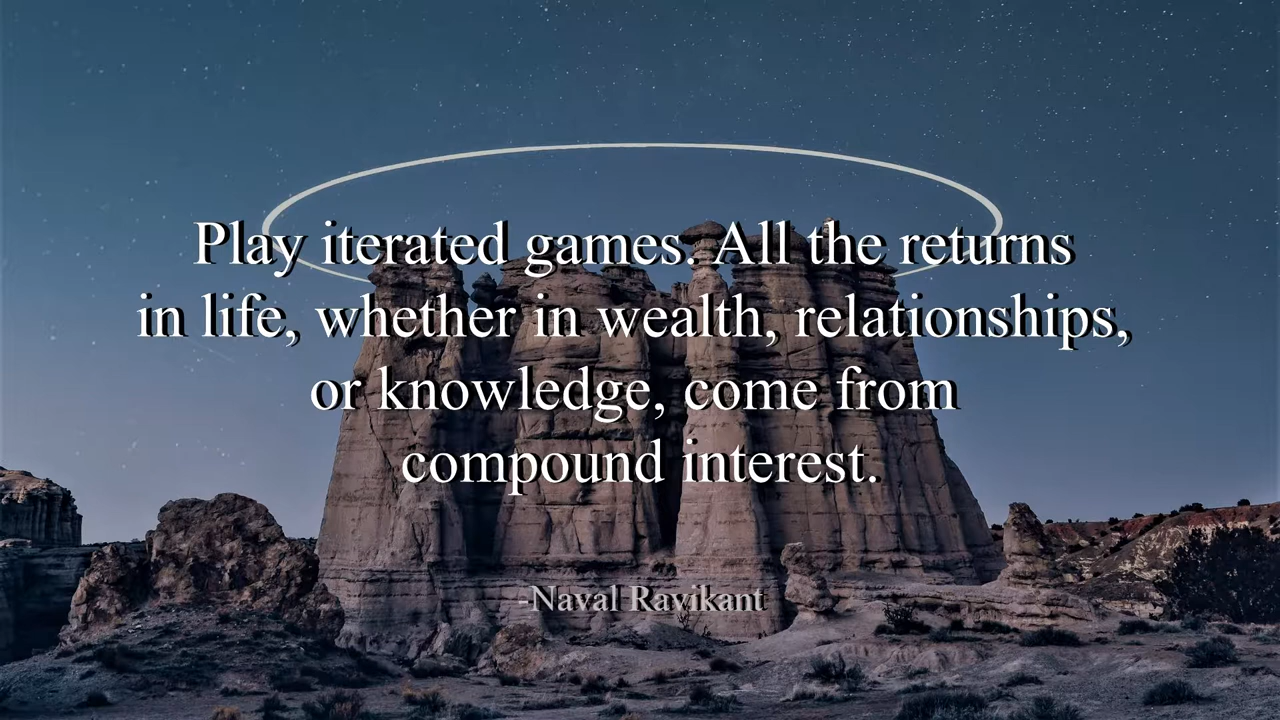 Play iterated games. All the returns
in life, whether in wealth, relationships,
or knowledge, come from
compound interest.
-Naval Ravikant